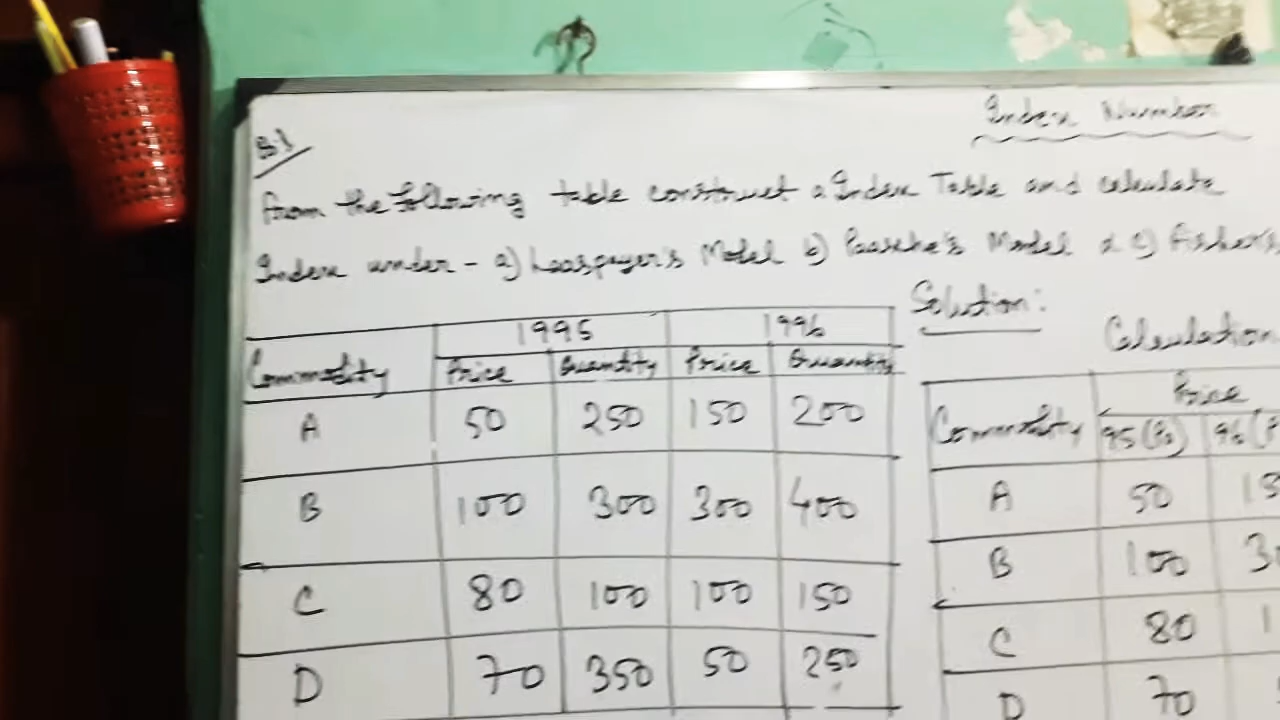 Index Number
Q.1
From the following table construct a Index Table and calculate
Index under - a) Laaspayer's Model b) Paasche's Model & c) Fisher's
Solution:
Calculation
Commodity 1995 1996
Price Quantity Price Quantity
A 50 250 150 200
B 100 300 300 400
C 80 100 100 150
D 70 350 50 250
Price
Commodity 95(P₀) 96(P
A 50
B 100
C 80
D 70